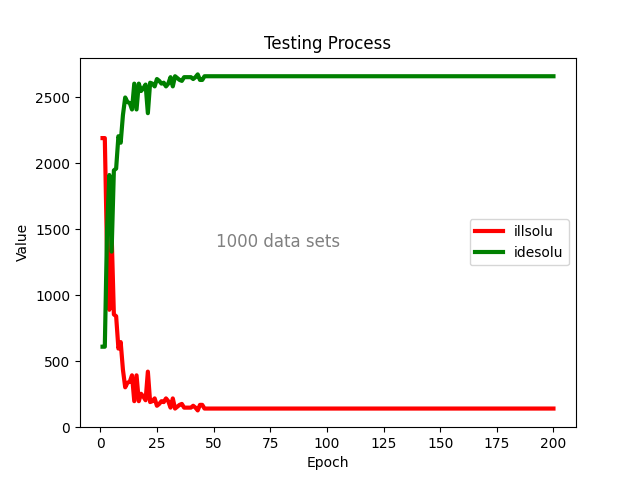 Testing Process
Value
2500
2000
1500
1000
500
0
1000 data sets
illsolu
idesolu
0 25 50 75 100 125 150 175 200
Epoch